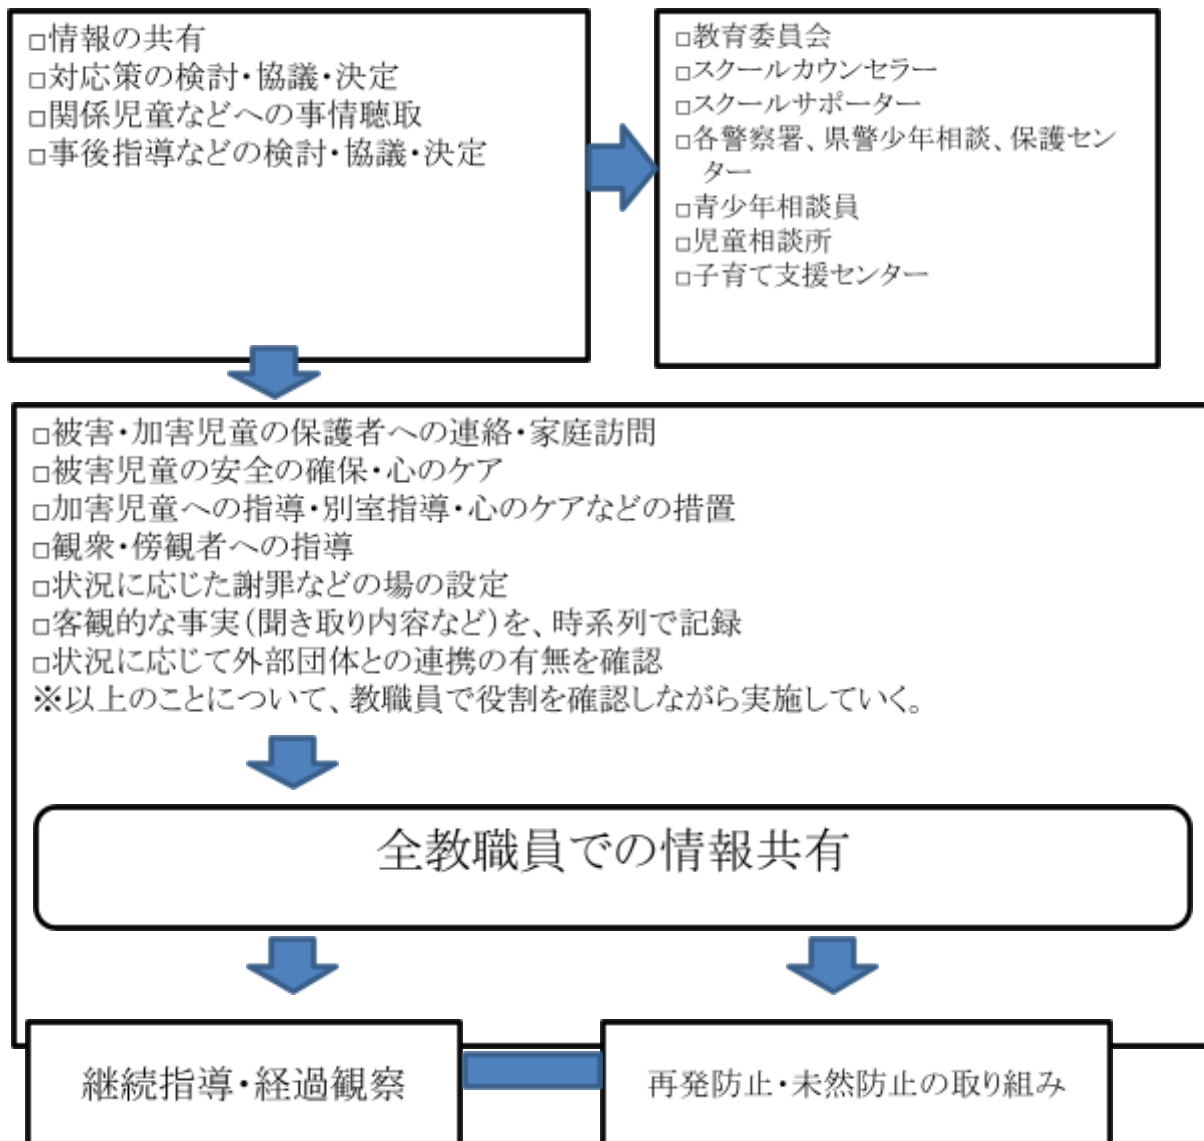 □情報の共有
□対応策の検討・協議・決定
□関係児童などへの事情聴取
□事後指導などの検討・協議・決定
□教育委員会
□スクールカウンセラー
□スクールサポーター
□各警察署、県警少年相談、保護セン
ター
□青少年相談員
□児童相談所
□子育て支援センター
□被害・加害児童の保護者への連絡・家庭訪問
□被害児童の安全の確保・心のケア
□加害児童への指導・別室指導・心のケアなどの措置
□観衆・傍観者への指導
□状況に応じた謝罪などの場の設定
□客観的な事実(聞き取り内容など)を、時系列で記録
□状況に応じて外部団体との連携の有無を確認
※以上のことについて、教職員で役割を確認しながら実施していく。
全教職員での情報共有
継続指導・経過観察
再発防止・未然防止の取り組み